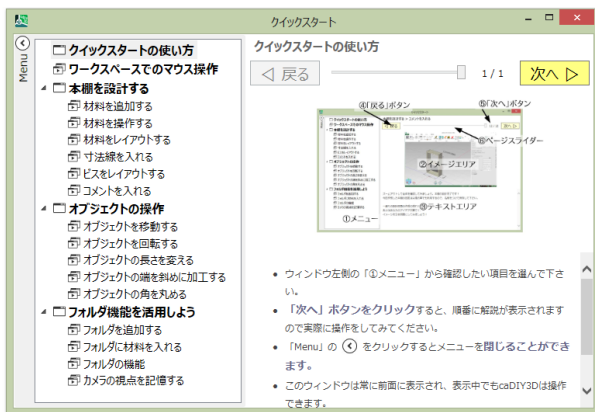 クイックスタート
Menu
クイックスタートの使い方
ワークスペースでのマウス操作
本棚を設計する
材料を追加する
材料を操作する
材料をレイアウトする
寸法線を入れる
ビスをレイアウトする
コメントを入れる
オブジェクトの操作
オブジェクトを移動する
オブジェクトを回転する
オブジェクトの長さを変える
オブジェクトの端を斜めに加工する
オブジェクトの角を丸める
フォルダ機能を活用しよう
フォルダを追加する
フォルダに材料を入れる
フォルダの機能
カメラの視点を記憶する
クイックスタートの使い方
戻る
1 / 1
次へ
④「戻る」ボタン
⑤「次へ」ボタン
⑥ページスライダー
②イメージエリア
①メニュー
③テキストエリア
• ウィンドウ左側の「①メニュー」から確認したい項目を選んで下さ
い。
• 「次へ」ボタンをクリックすると、順番に解説が表示されます
ので実際に操作をしてみてください。
• 「Menu」の をクリックするとメニューを閉じることができ
ます。
• このウィンドウは常に前面に表示され、表示中でもcaDIY3Dは操作
できます。